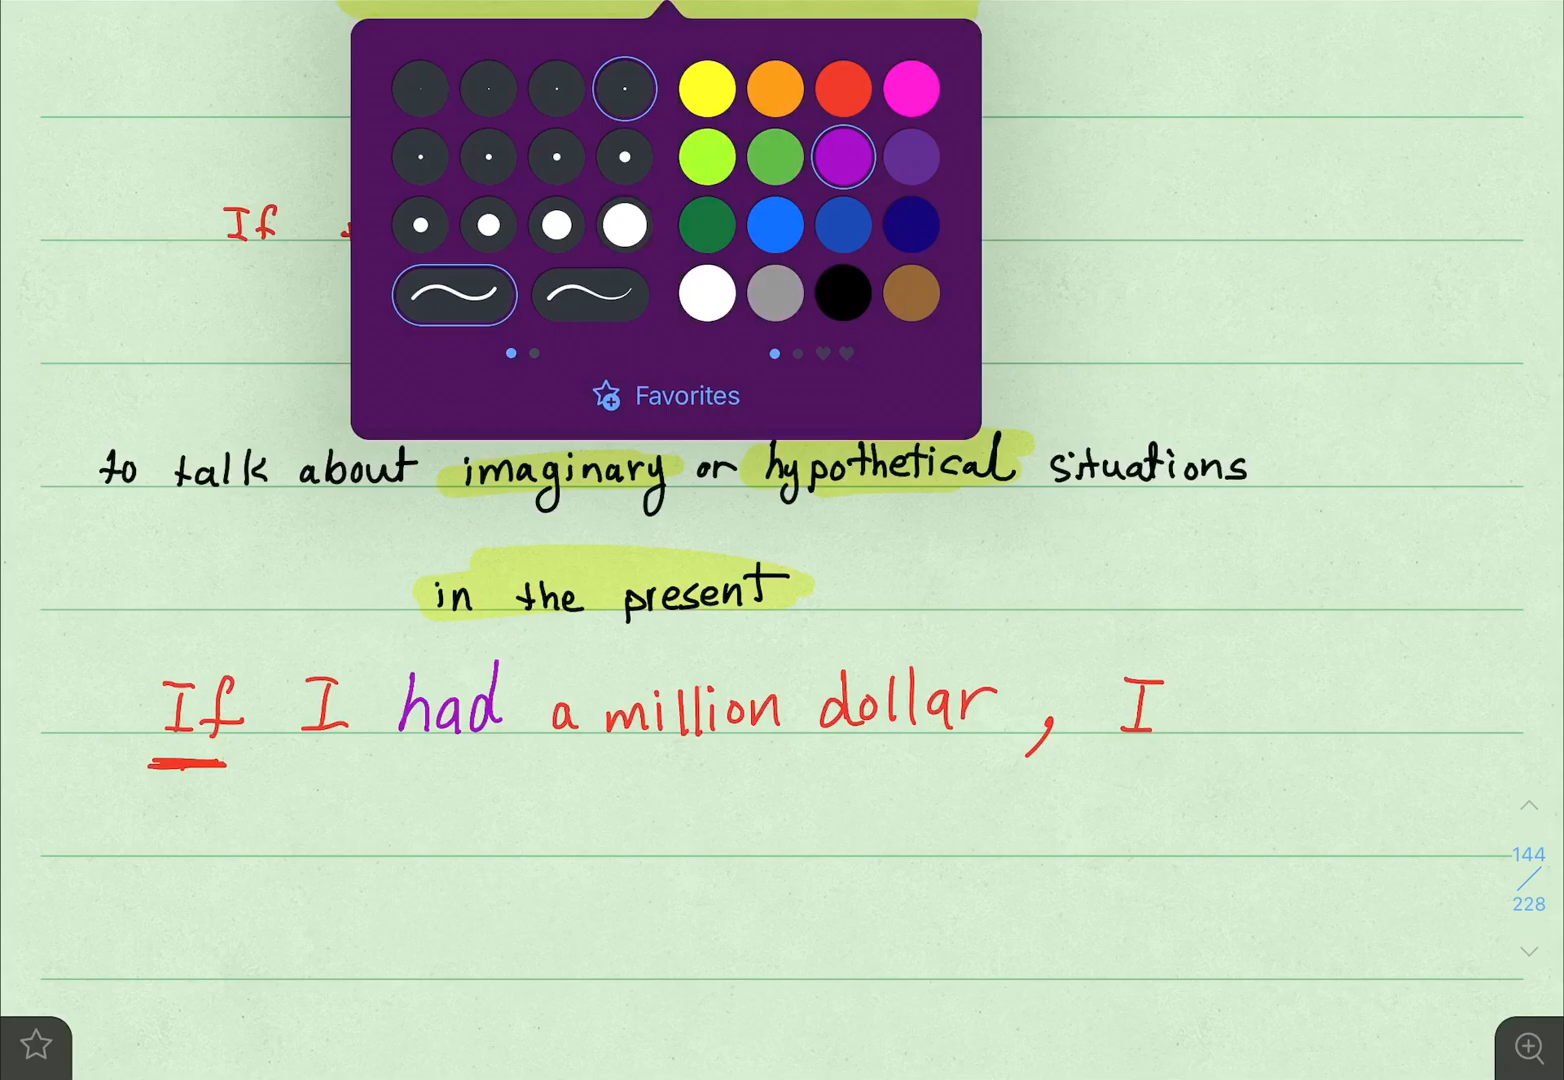 If
Favorites
to talk about imaginary or hypothetical situations
in the present
If I had a million dollar , I
144
228